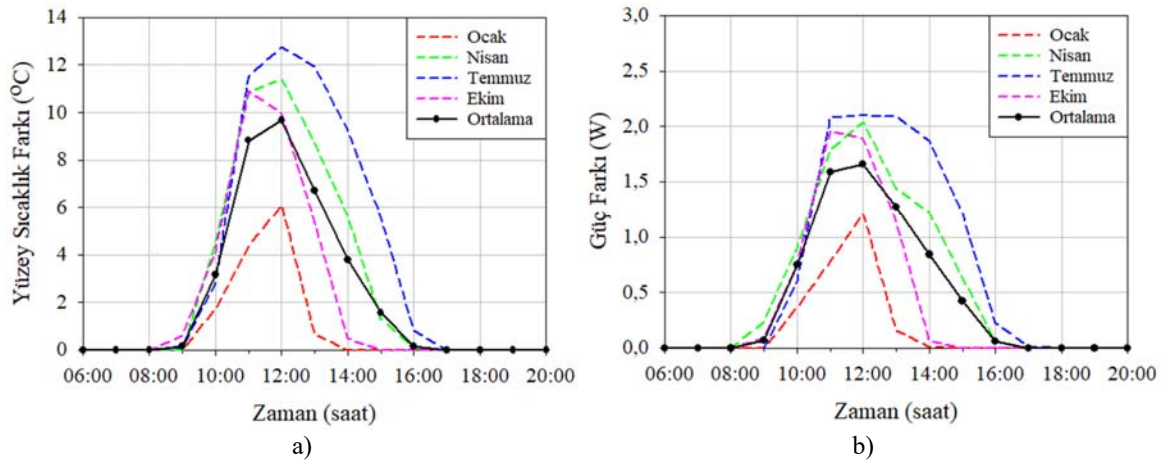 14
12
10
8
6
4
2
0
Yüzey Sıcaklık Farkı (°C)
Ocak
Nisan
Temmuz
Ekim
Ortalama
06:00 08:00 10:00 12:00 14:00 16:00 18:00 20:00
Zaman (saat)
a)
3,0
2,5
2,0
1,5
1,0
0,5
0,0
Güç Farkı (W)
Ocak
Nisan
Temmuz
Ekim
Ortalama
06:00 08:00 10:00 12:00 14:00 16:00 18:00 20:00
Zaman (saat)
b)